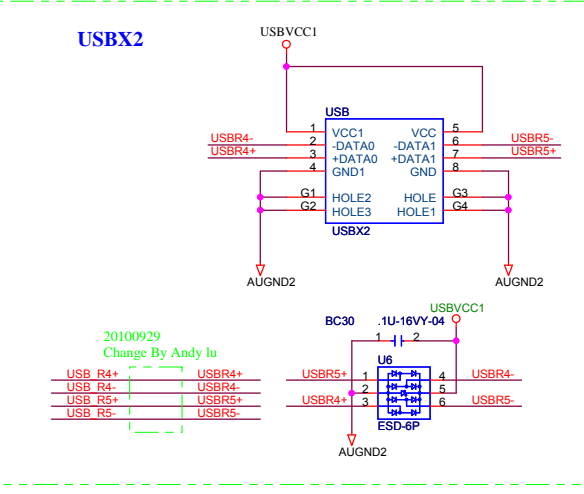 USBX2
USBVCC1
USB
1 VCC1 VCC 5
USBR4- 2 -DATA0 -DATA1 6 USBR5-
USBR4+ 3 +DATA0 +DATA1 7 USBR5+
4 GND1 GND 8
G1 HOLE2 HOLE G3
G2 HOLE3 HOLE1 G4
USBX2
AUGND2 AUGND2
USBVCC1
BC30 .1U-16VY-04
1 2
20100929
Change By Andy lu
U6
USB_R4+ USBR4+ USBR5+ 1 4 USBR4-
USB_R4- USBR4- 2 5
USB_R5+ USBR5+ USBR4+ 3 6 USBR5-
USB_R5- USBR5-
ESD-6P
AUGND2